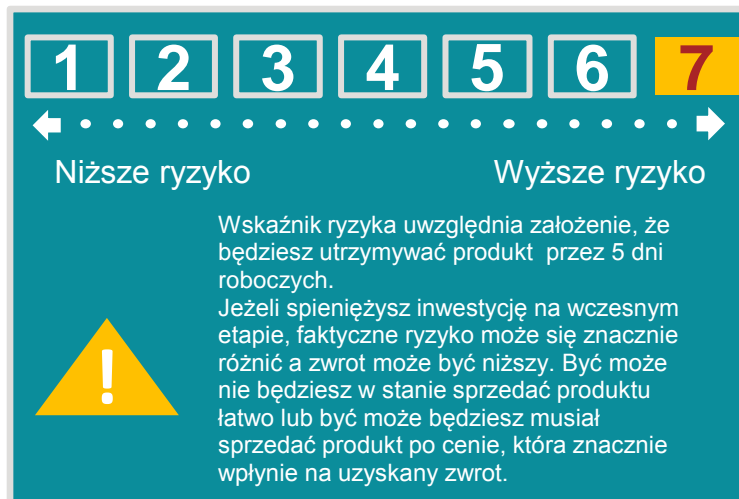 1 2 3 4 5 6 7
Niższe ryzyko Wyższe ryzyko
Wskaźnik ryzyka uwzględnia założenie, że
będziesz utrzymywać produkt przez 5 dni
roboczych.
Jeżeli spieniężysz inwestycję na wczesnym
etapie, faktyczne ryzyko może się znacznie
różnić a zwrot może być niższy. Być może
nie będziesz w stanie sprzedać produktu
łatwo lub być może będziesz musiał
sprzedać produkt po cenie, która znacznie
wpłynie na uzyskany zwrot.
!